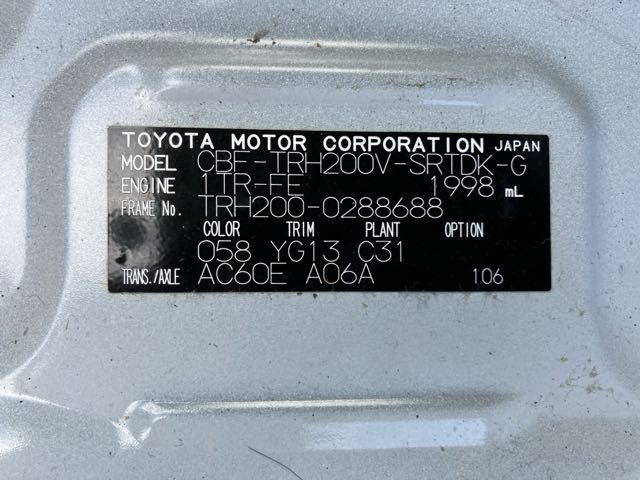 TOYOTA MOTOR CORPORATION JAPAN
MODEL CBF-TRH200V-SRTDK-G
ENGINE 1TR-FE 1998 mL
FRAME No. TRH200-0288688
COLOR TRIM PLANT OPTION
058 YG13 C31
TRANS./AXLE AC60E A06A 106